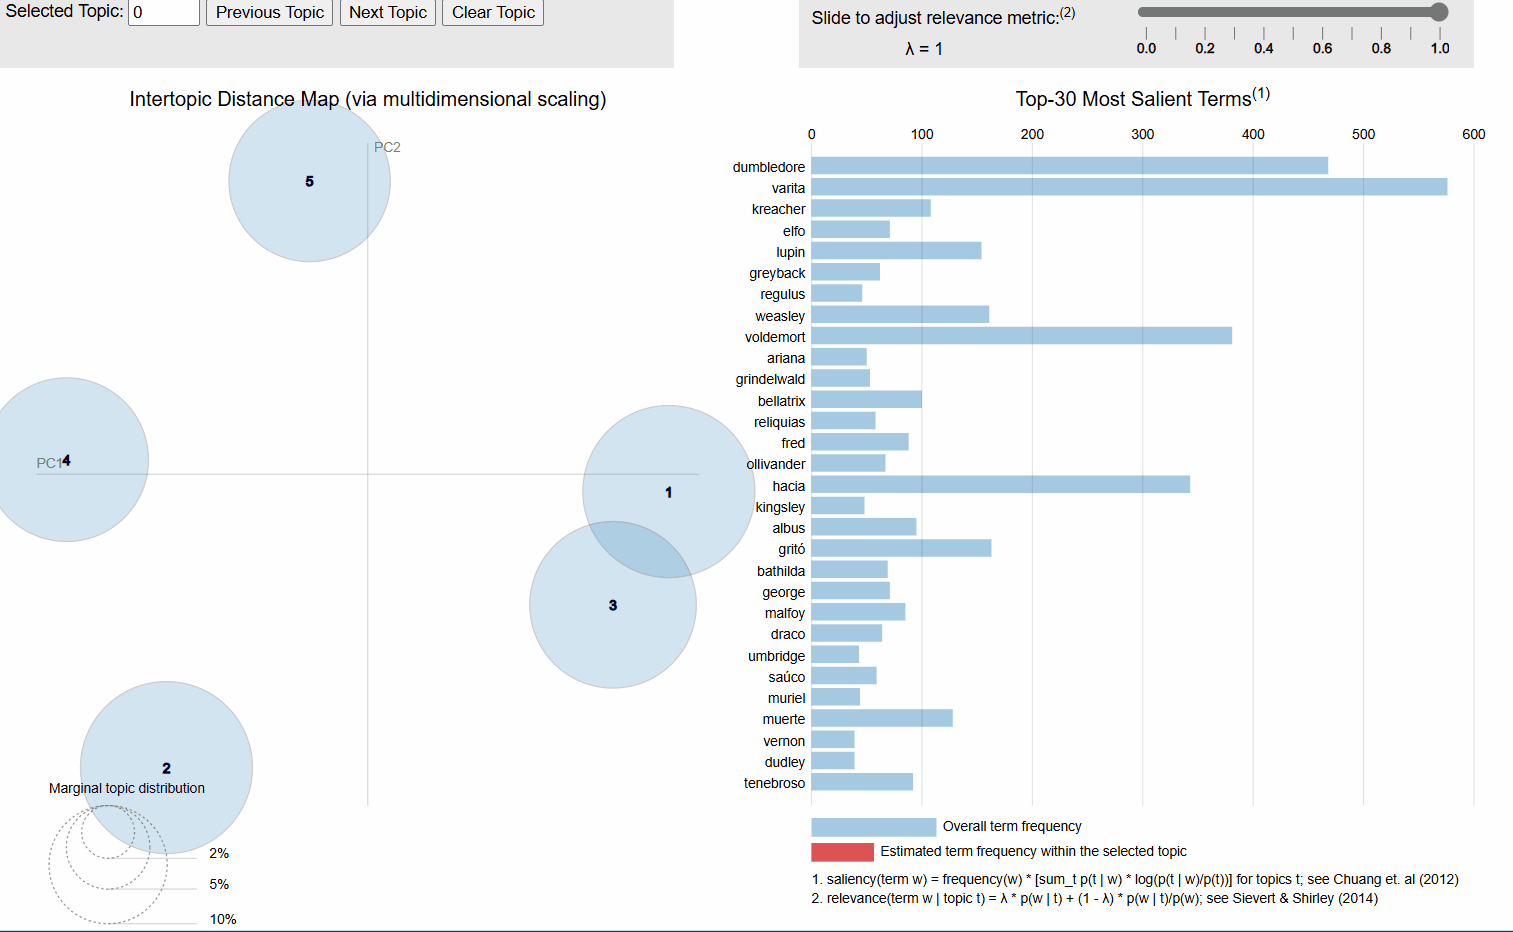 Selected Topic: 0 Previous Topic Next Topic Clear Topic
Slide to adjust relevance metric:(2)
λ = 1
0.0 0.2 0.4 0.6 0.8 1.0
Intertopic Distance Map (via multidimensional scaling)
PC2
5
PC1
4
1
3
2
Marginal topic distribution
2%
5%
10%
Top-30 Most Salient Terms(1)
0 100 200 300 400 500 600
dumbledore
varita
kreacher
elfo
lupin
greyback
regulus
weasley
voldemort
ariana
grindelwald
bellatrix
reliquias
fred
ollivander
hacia
kingsley
albus
gritó
bathilda
george
malfoy
draco
umbridge
saúco
muriel
muerte
vernon
dudley
tenebroso
Overall term frequency
Estimated term frequency within the selected topic
1. saliency(term w) = frequency(w) * [sum_t p(t | w) * log(p(t | w)/p(t))] for topics t; see Chuang et. al (2012)
2. relevance(term w | topic t) = λ * p(w | t) + (1 - λ) * p(w | t)/p(w); see Sievert & Shirley (2014)